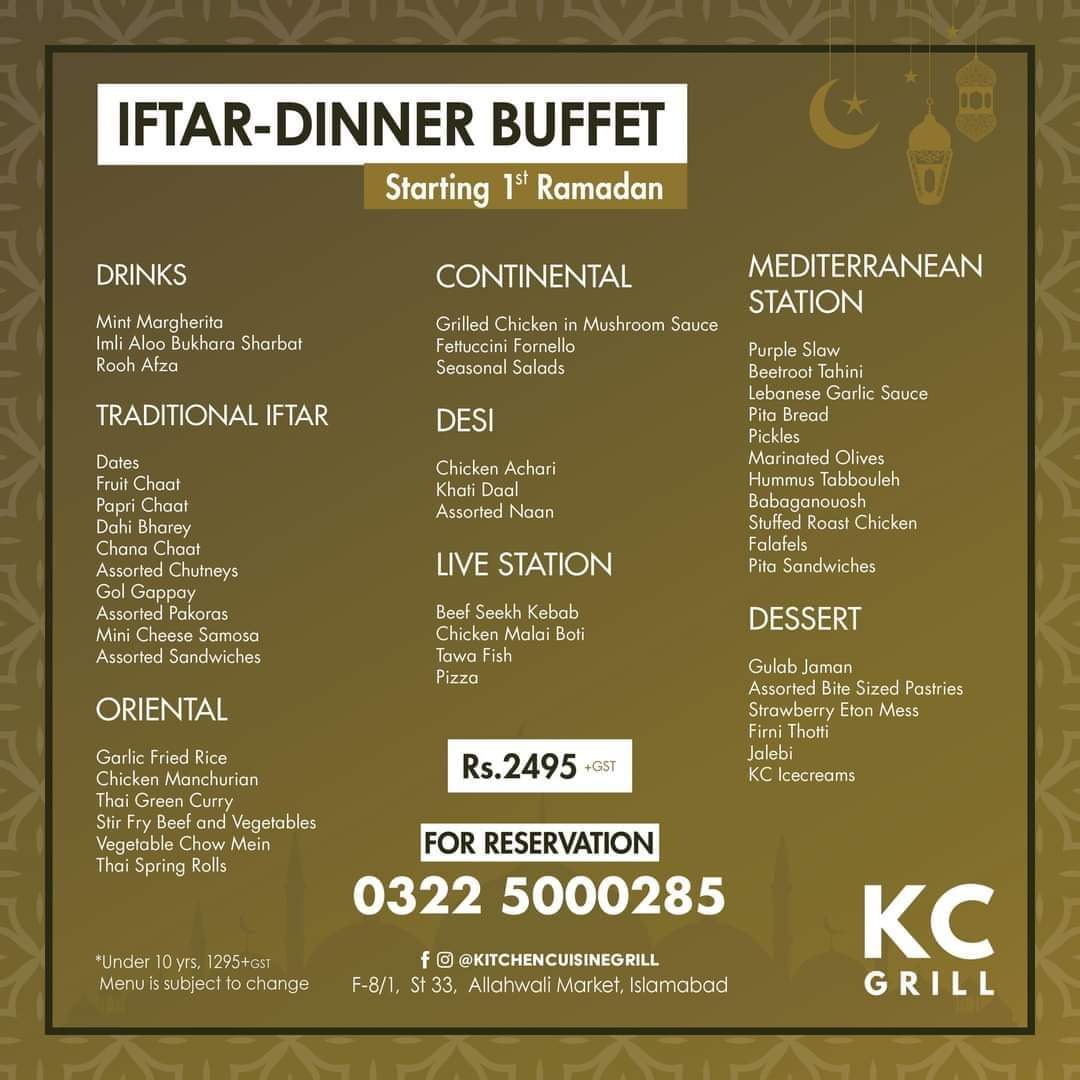 IFTAR-DINNER BUFFET
Starting 1st Ramadan
DRINKS
Mint Margherita
Imli Aloo Bukhara Sharbat
Rooh Afza
TRADITIONAL IFTAR
Dates
Fruit Chaat
Papri Chaat
Dahi Bharey
Chana Chaat
Assorted Chutneys
Gol Gappay
Assorted Pakoras
Mini Cheese Samosa
Assorted Sandwiches
ORIENTAL
Garlic Fried Rice
Chicken Manchurian
Thai Green Curry
Stir Fry Beef and Vegetables
Vegetable Chow Mein
Thai Spring Rolls
*Under 10 yrs, 1295+GST
Menu is subject to change
CONTINENTAL
Grilled Chicken in Mushroom Sauce
Fettuccini Fornello
Seasonal Salads
DESI
Chicken Achari
Khati Daal
Assorted Naan
LIVE STATION
Beef Seekh Kebab
Chicken Malai Boti
Tawa Fish
Pizza
Rs.2495 +GST
FOR RESERVATION
0322 5000285
@KITCHENCUISINEGRILL
F-8/1, St 33, Allahwali Market, Islamabad
MEDITERRANEAN
STATION
Purple Slaw
Beetroot Tahini
Lebanese Garlic Sauce
Pita Bread
Pickles
Marinated Olives
Hummus Tabbouleh
Babaganouosh
Stuffed Roast Chicken
Falafels
Pita Sandwiches
DESSERT
Gulab Jaman
Assorted Bite Sized Pastries
Strawberry Eton Mess
Firni Thotti
Jalebi
KC Icecreams
KC
GRILL